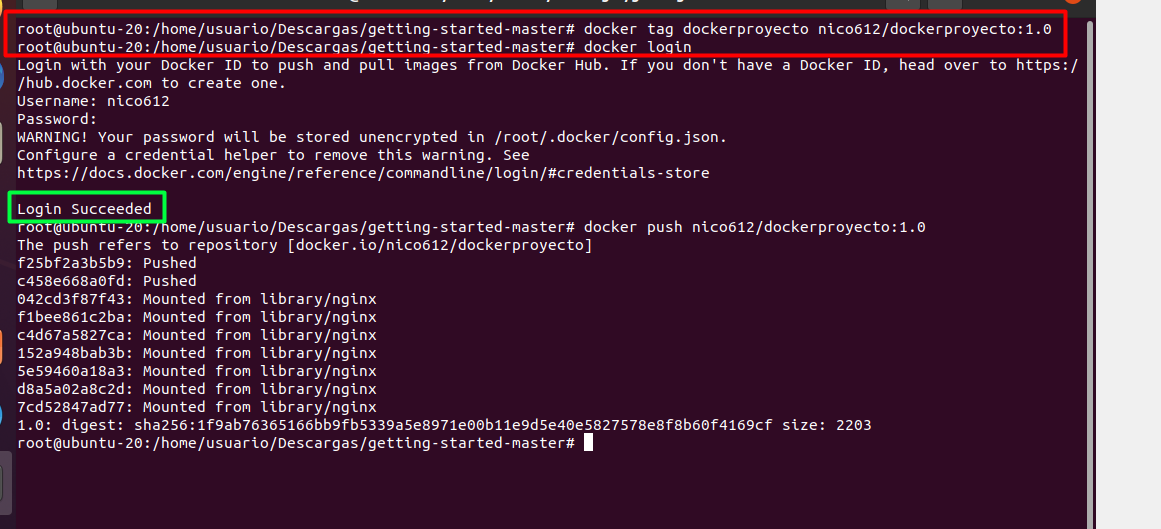 root@ubuntu-20:/home/usuario/Descargas/getting-started-master# docker tag dockerproyecto nico612/dockerproyecto:1.0
root@ubuntu-20:/home/usuario/Descargas/getting-started-master# docker login
Login with your Docker ID to push and pull images from Docker Hub. If you don't have a Docker ID, head over to https:/
/hub.docker.com to create one.
Username: nico612
Password:
WARNING! Your password will be stored unencrypted in /root/.docker/config.json.
Configure a credential helper to remove this warning. See
https://docs.docker.com/engine/reference/commandline/login/#credentials-store
Login Succeeded
root@ubuntu-20:/home/usuario/Descargas/getting-started-master# docker push nico612/dockerproyecto:1.0
The push refers to repository [docker.io/nico612/dockerproyecto]
f25bf2a3b5b9: Pushed
c458e668a0fd: Pushed
042cd3f87f43: Mounted from library/nginx
f1bee861c2ba: Mounted from library/nginx
c4d67a5827ca: Mounted from library/nginx
152a948bab3b: Mounted from library/nginx
5e59460a18a3: Mounted from library/nginx
d8a5a02a8c2d: Mounted from library/nginx
7cd52847ad77: Mounted from library/nginx
1.0: digest: sha256:1f9ab76365166bb9fb5339a5e8971e00b11e9d5e40e5827578e8f8b60f4169cf size: 2203
root@ubuntu-20:/home/usuario/Descargas/getting-started-master#